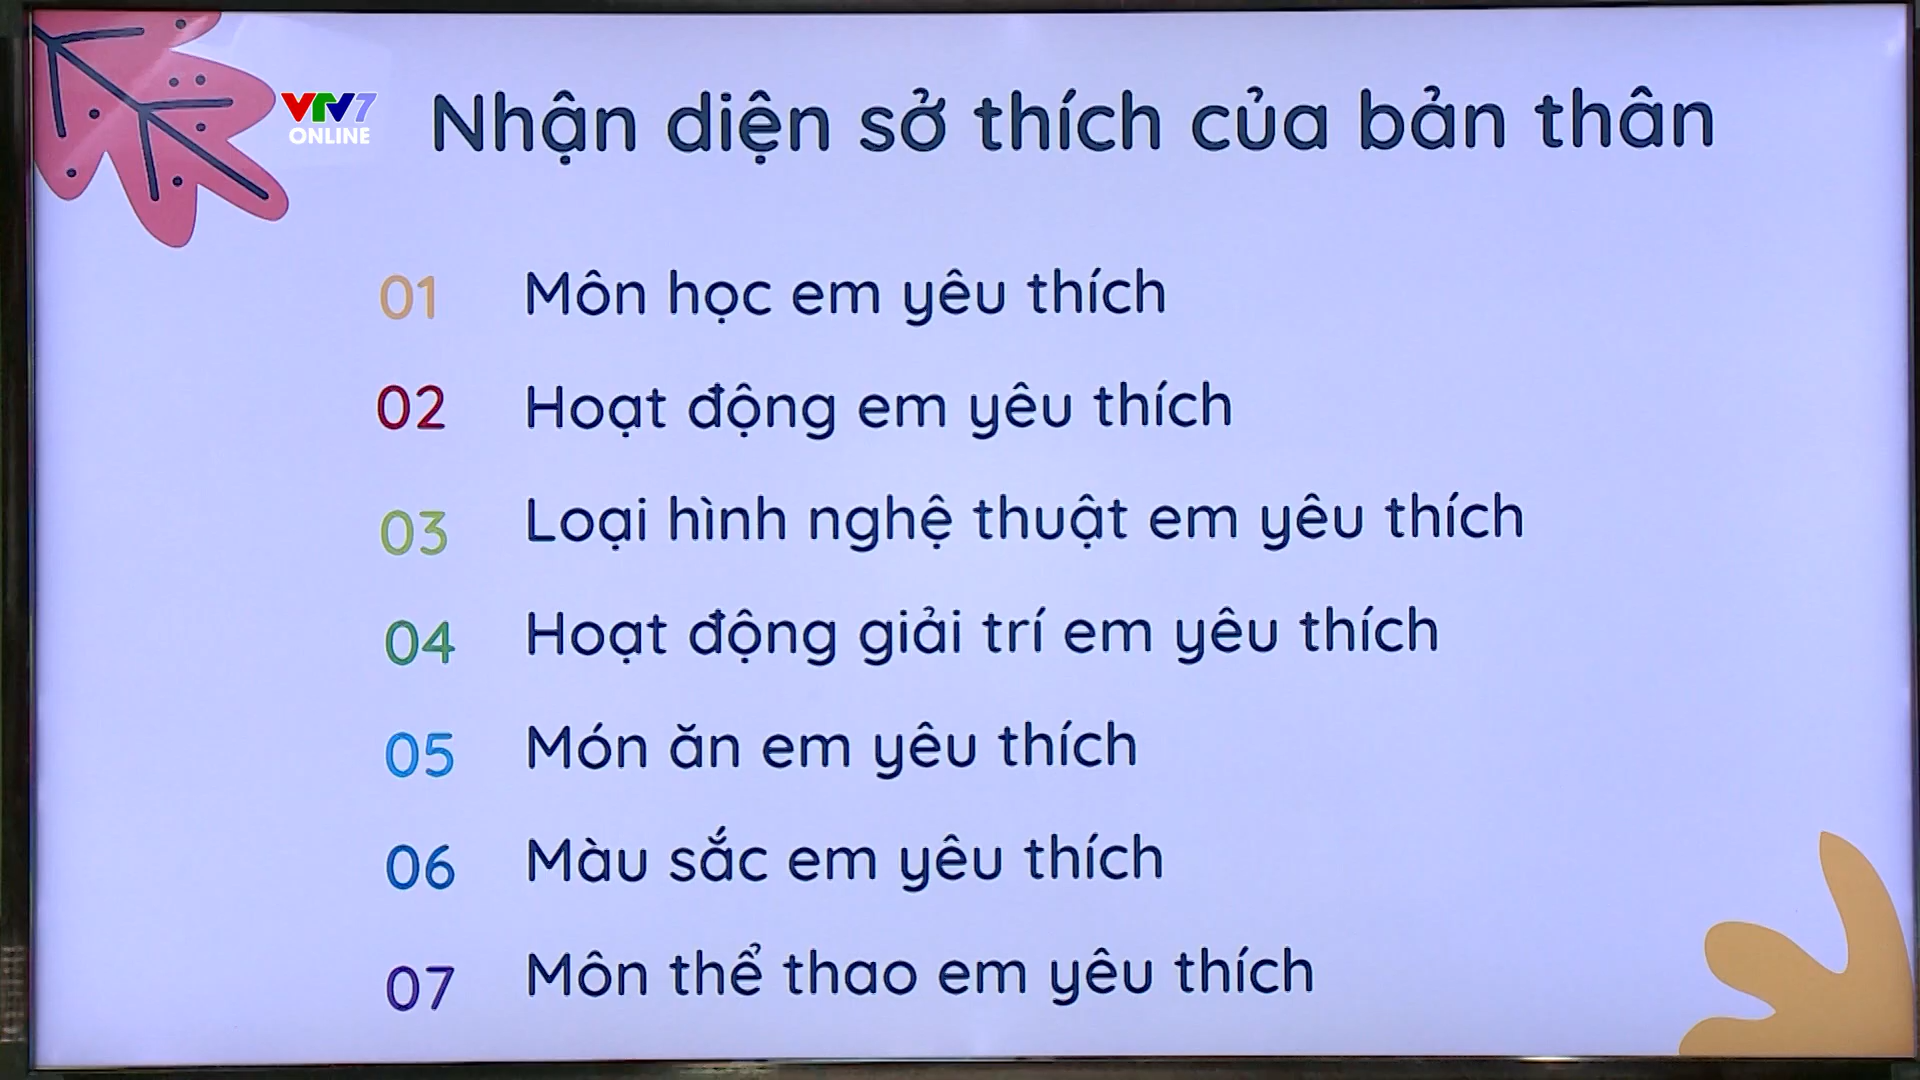 VTV7
ONLINE
Nhận diện sở thích của bản thân
01 Môn học em yêu thích
02 Hoạt động em yêu thích
03 Loại hình nghệ thuật em yêu thích
04 Hoạt động giải trí em yêu thích
05 Món ăn em yêu thích
06 Màu sắc em yêu thích
07 Môn thể thao em yêu thích